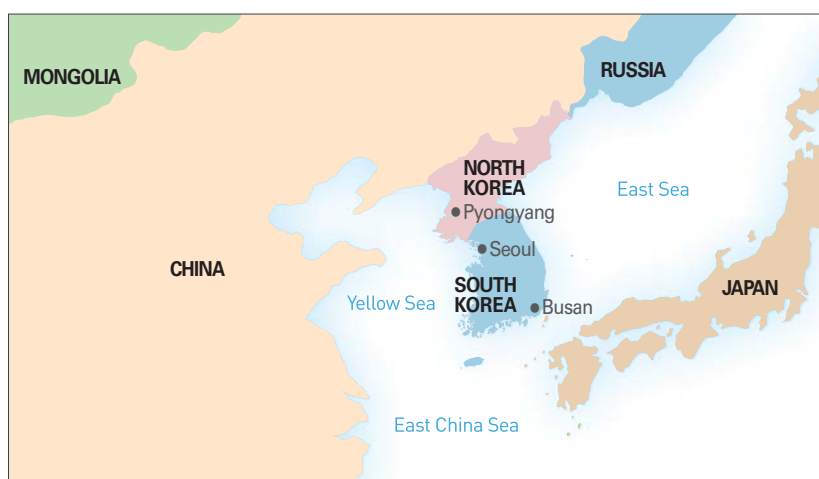 MONGOLIA
RUSSIA
NORTH
KOREA
East Sea
Pyongyang
Seoul
CHINA
SOUTH
KOREA
Yellow Sea
Busan
JAPAN
East China Sea